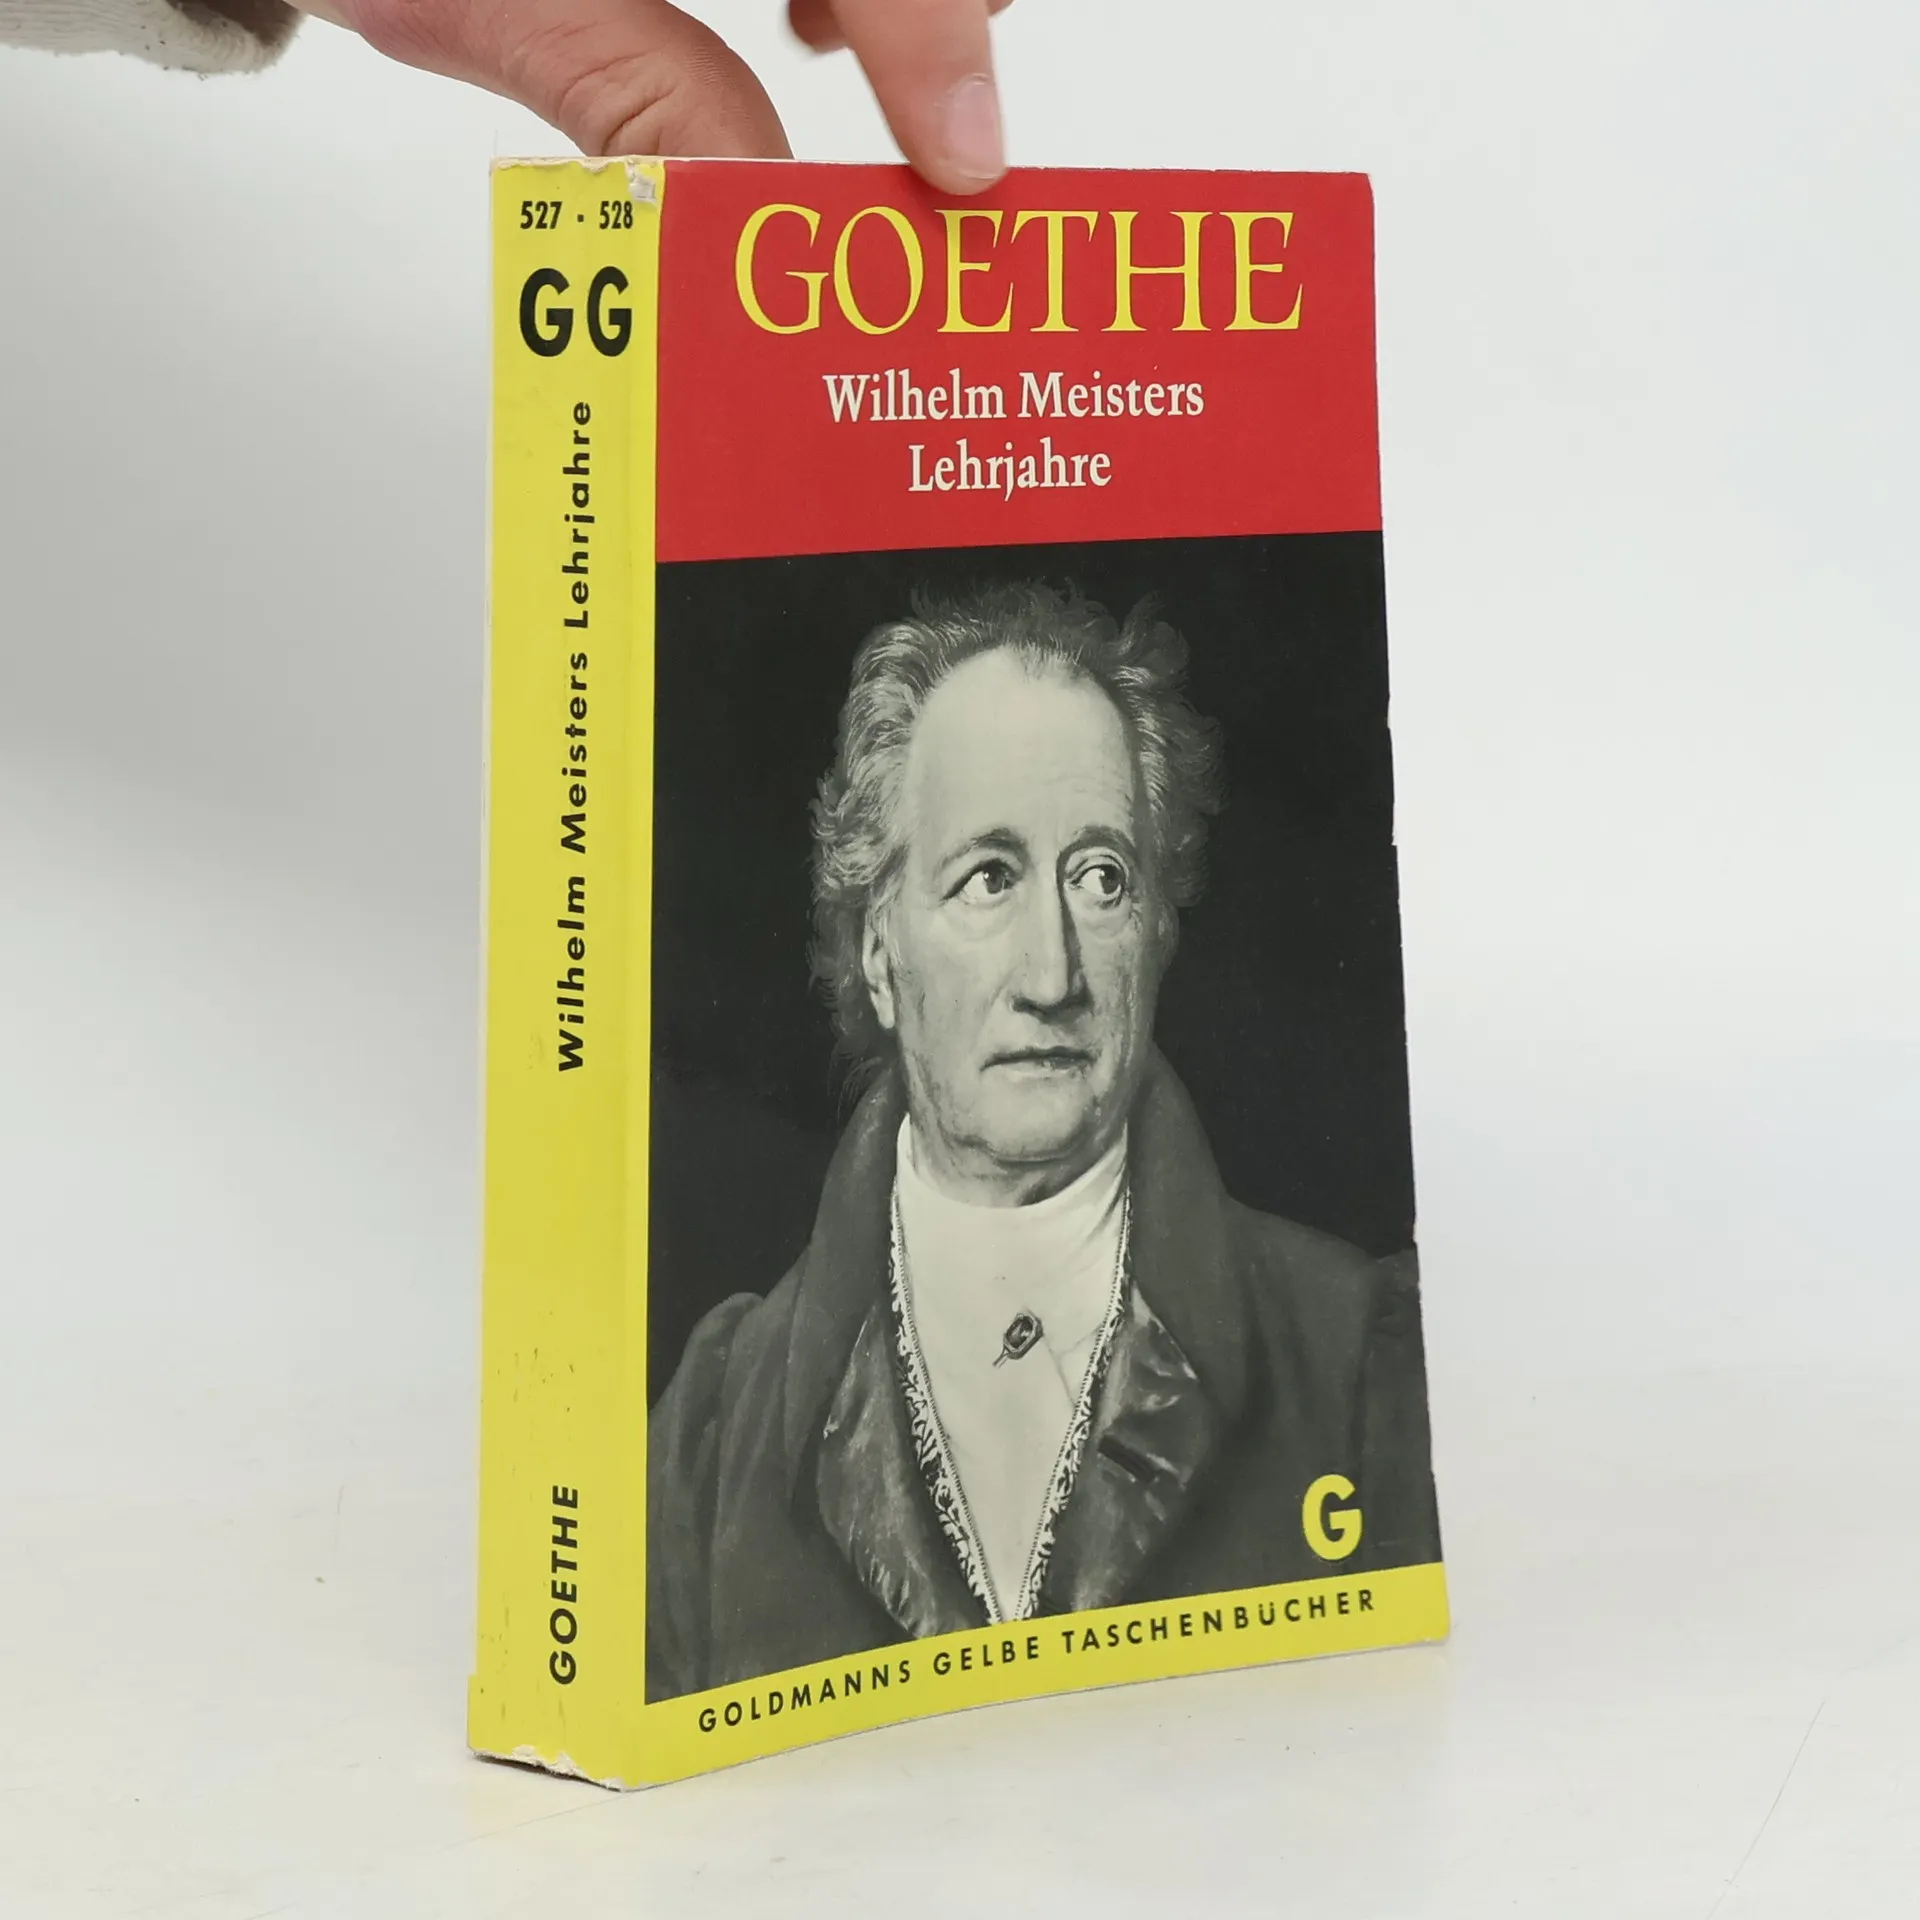 527 · 528
GG
Wilhelm Meisters Lehrjahre
GOETHE
GOETHE
Wilhelm Meisters
Lehrjahre
G
GOLDMANNS GELBE TASCHENBÜCHER